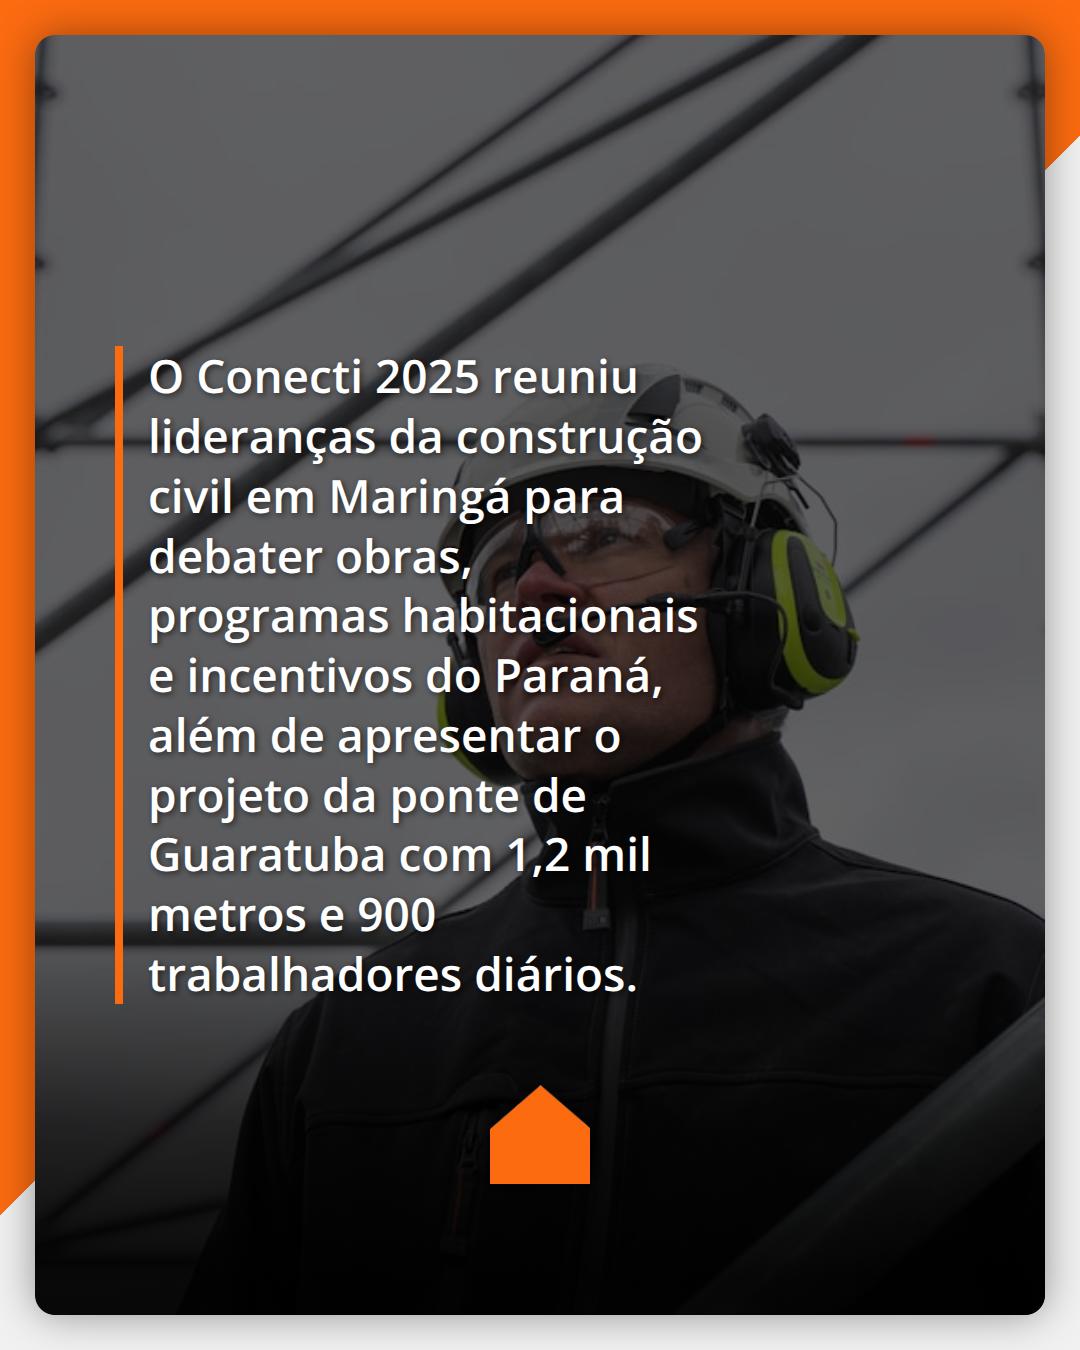 O Conecti 2025 reuniu
lideranças da construção
civil em Maringá para
debater obras,
programas habitacionais
e incentivos do Paraná,
além de apresentar o
projeto da ponte de
Guaratuba com 1,2 mil
metros e 900
trabalhadores diários.